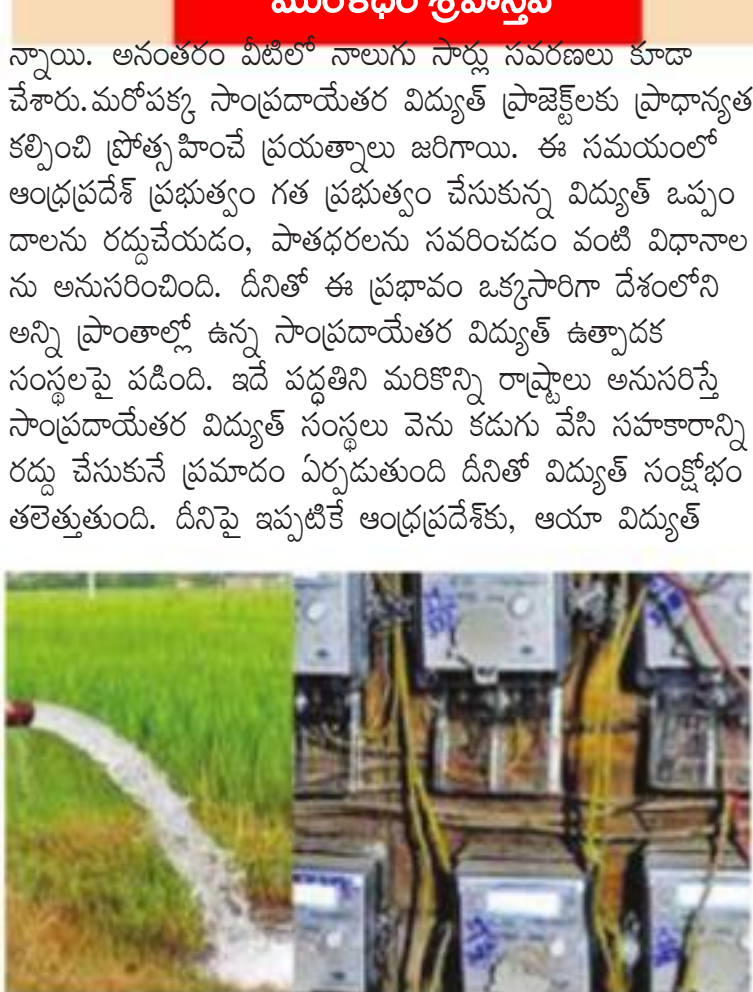 మురళీధర్ శ్రీవాస్తవ
న్నాయి. అనంతరం వీటిలో నాలుగు సార్లు సవరణలు కూడా
చేశారు.మరోపక్క సాంప్రదాయేతర విద్యుత్ ప్రాజెక్ట్‌లకు ప్రాధాన్యత
కల్పించి ప్రోత్సహించే ప్రయత్నాలు జరిగాయి. ఈ సమయంలో
ఆంధ్రప్రదేశ్ ప్రభుత్వం గత ప్రభుత్వం చేసుకున్న విద్యుత్ ఒప్పం
దాలను రద్దుచేయడం, పాతధరలను సవరించడం వంటి విధానాల
ను అనుసరించింది. దీనితో ఈ ప్రభావం ఒక్కసారిగా దేశంలోని
అన్ని ప్రాంతాల్లో ఉన్న సాంప్రదాయేతర విద్యుత్ ఉత్పాదక
సంస్థలపై పడింది. ఇదే పద్ధతిని మరికొన్ని రాష్ట్రాలు అనుసరిస్తే
సాంప్రదాయేతర విద్యుత్ సంస్థలు వెను కడుగు వేసి సహకారాన్ని
రద్దు చేసుకునే ప్రమాదం ఏర్పడుతుంది దీనితో విద్యుత్ సంక్షోభం
తలెత్తుతుంది. దీనిపై ఇప్పటికే ఆంధ్రప్రదేశ్‌కు, ఆయా విద్యుత్